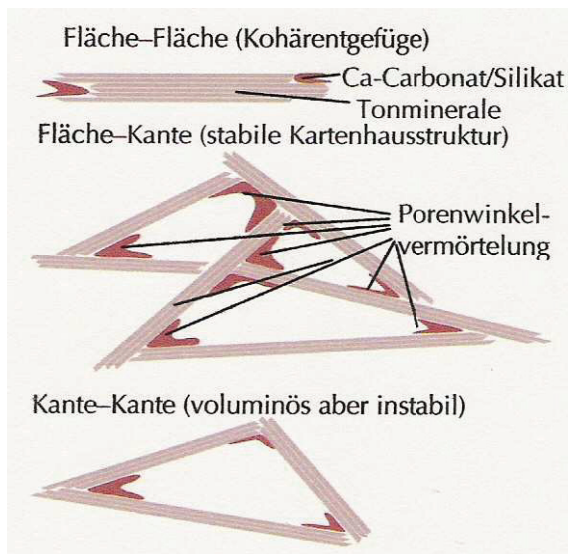 Fläche–Fläche (Kohärentgefüge)
Ca-Carbonat/Silikat
Tonminerale
Fläche–Kante (stabile Kartenhausstruktur)
Porenwinkel-
vermörtelung
Kante–Kante (voluminös aber instabil)